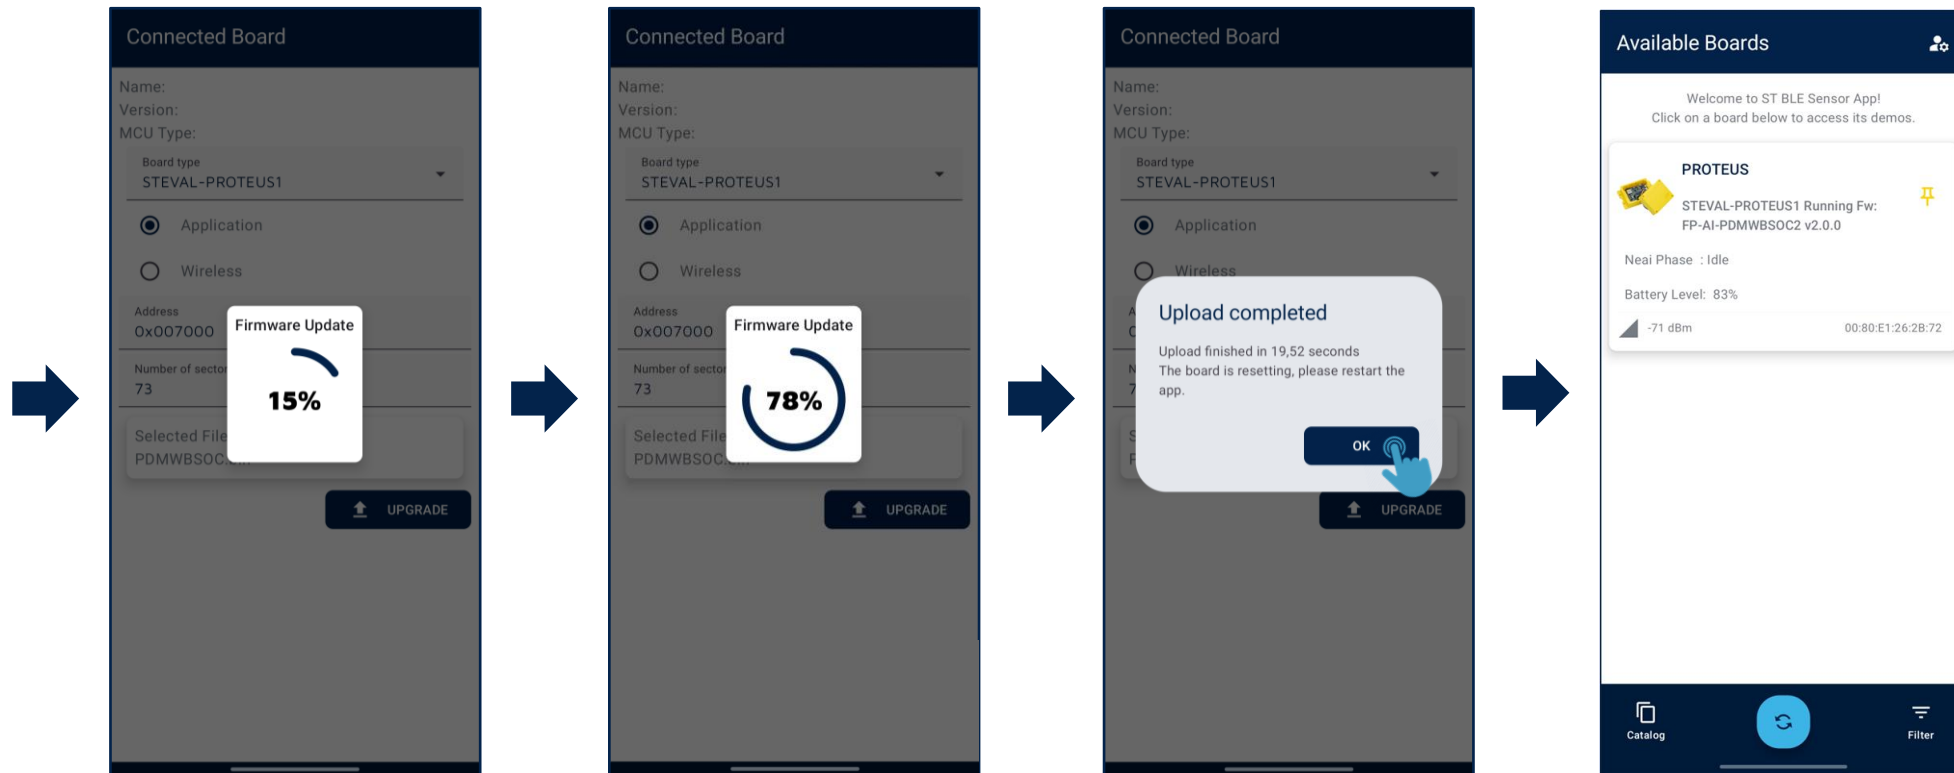 Connected Board
Name:
Version:
MCU Type:
Board type
STEVAL-PROTEUS1
Application
Wireless
Address
0x007000
Number of sector
73
Firmware Update
15%
Selected File
PDMWBSOC.
UPGRADE
Connected Board
Name:
Version:
MCU Type:
Board type
STEVAL-PROTEUS1
Application
Wireless
Address
0x007000
Number of sector
73
Firmware Update
78%
Selected File
PDMWBSOC.
UPGRADE
Connected Board
Name:
Version:
MCU Type:
Board type
STEVAL-PROTEUS1
Application
Wireless
Upload completed
Upload finished in 19,52 seconds
The board is resetting, please restart the
app.
OK
UPGRADE
Available Boards
Welcome to ST BLE Sensor App!
Click on a board below to access its demos.
PROTEUS
STEVAL-PROTEUS1 Running Fw:
FP-AI-PDMWBSOC2 v2.0.0
Neai Phase : Idle
Battery Level: 83%
-71 dBm 00:80:E1:26:2B:72
Catalog
Filter